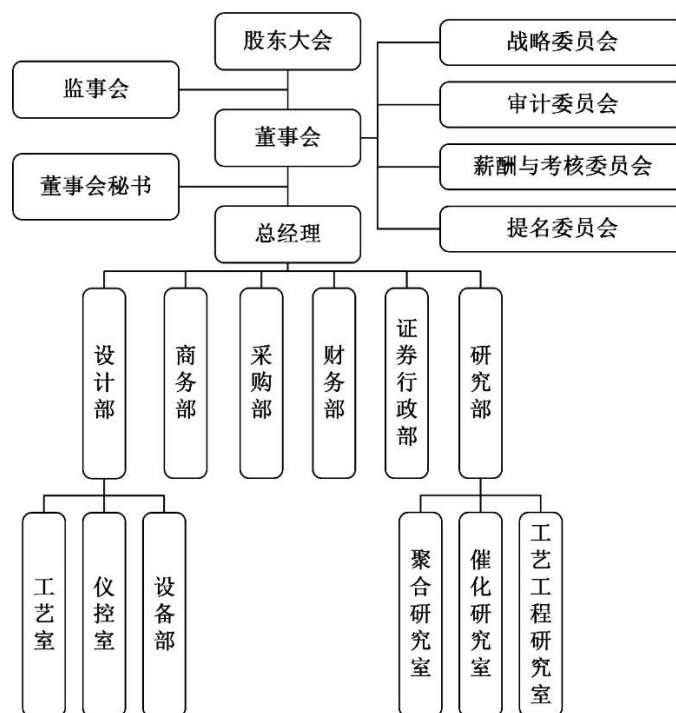 股东大会
战略委员会
监事会
审计委员会
董事会
薪酬与考核委员会
董事会秘书
提名委员会
总经理
设计部
商务部
采购部
财务部
证券行政部
研究部
工艺室
仪控室
设备部
聚合研究室
催化研究室
工艺工程研究室